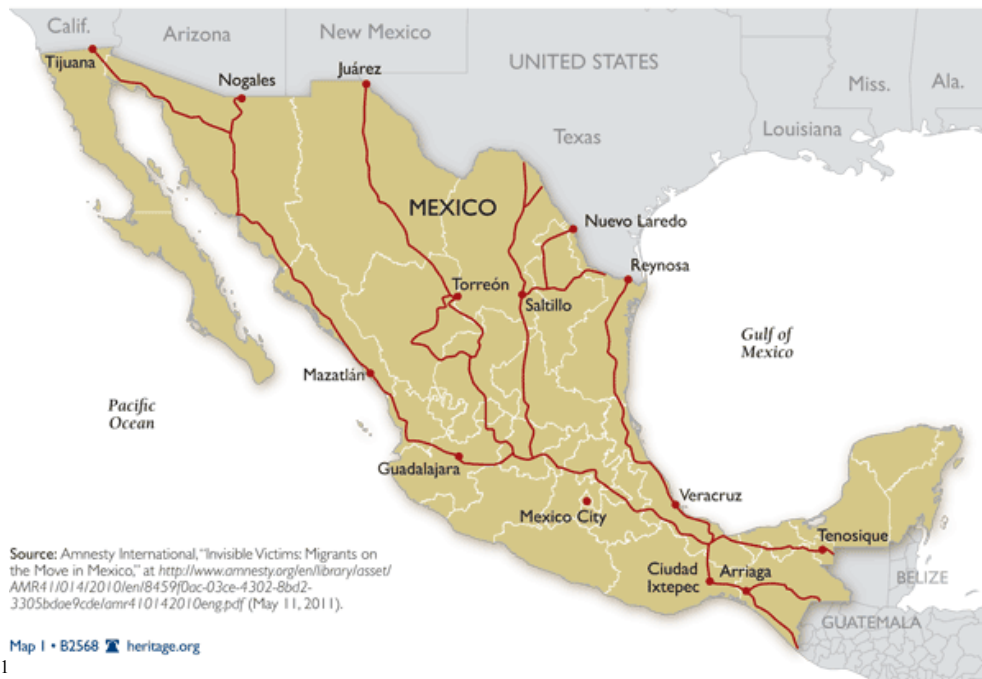 Calif.
Arizona
New Mexico
UNITED STATES
Miss.
Ala.
Texas
Louisiana
Tijuana
Nogales
Juárez
MEXICO
Nuevo Laredo
Reynosa
Torreón
Saltillo
Gulf of
Mexico
Mazatlán
Pacific
Ocean
Guadalajara
Mexico City
Veracruz
Tenosique
Ciudad
Ixtepec
Arriaga
BELIZE
GUATEMALA
Source: Amnesty International, “Invisible Victims: Migrants on
the Move in Mexico,” at http://www.amnesty.org/en/library/asset/
AMR41/014/2010/en/8459f0ac-03ce-4302-8bd2-
3305bdae9cde/amr410142010eng.pdf (May 11, 2011).
Map 1 • B2568 heritage.org
1